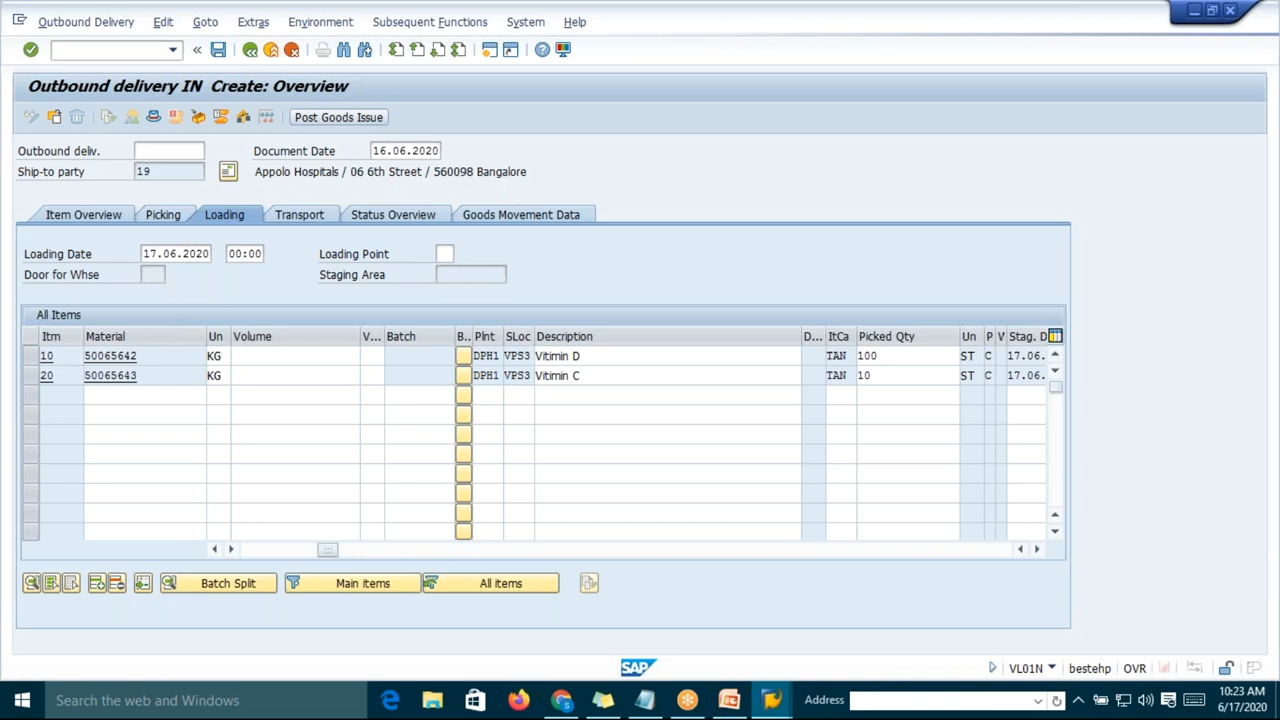 Outbound Delivery Edit Goto Extras Environment Subsequent Functions System Help
Outbound delivery IN Create: Overview
Post Goods Issue
Outbound deliv. Document Date 16.06.2020
Ship-to party 19 Appolo Hospitals / 06 6th Street / 560098 Bangalore
Item Overview Picking Loading Transport Status Overview Goods Movement Data
Loading Date 17.06.2020 00:00 Loading Point
Door for Whse Staging Area
All Items
Itm Material Un Volume V... Batch B.. Plnt SLoc Description D... ItCa Picked Qty Un P W Stag. D
10 50065642 KG DPH1 VPS3 Vitimin D TAN 100 ST C 17.06.
20 50065643 KG DPH1 VPS3 Vitimin C TAN 10 ST C 17.06.
Batch Split Main items All items
SAP VL01N bestehp OVR
Search the web and Windows Address 10:23 AM
6/17/2020